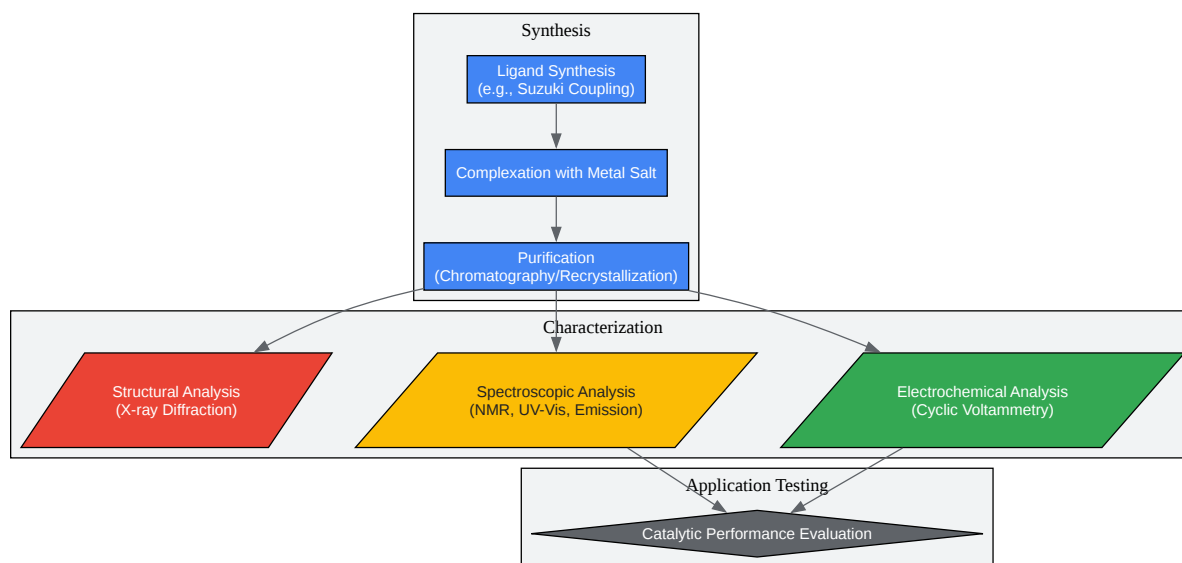 Synthesis
Ligand Synthesis
(e.g., Suzuki Coupling)
Complexation with Metal Salt
Purification
(Chromatography/Recrystallization)
Characterization
Structural Analysis
(X-ray Diffraction)
Spectroscopic Analysis
(NMR, UV-Vis, Emission)
Electrochemical Analysis
(Cyclic Voltammetry)
Application Testing
Catalytic Performance Evaluation